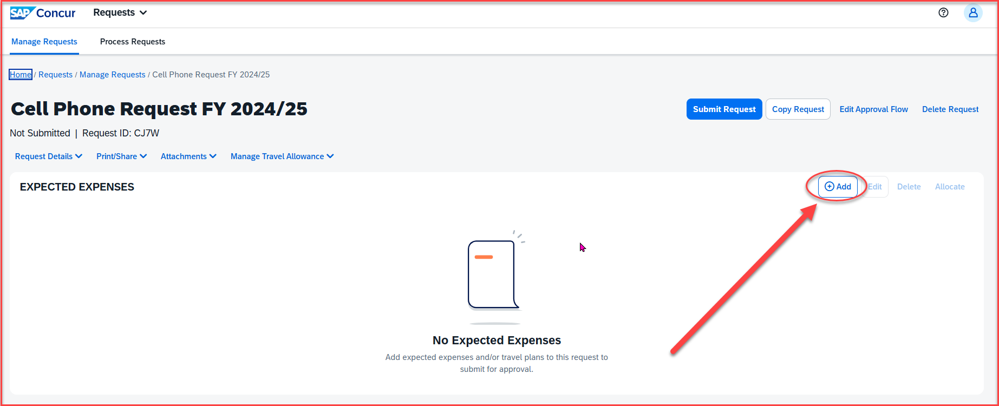 SAP Concur Requests
Manage Requests Process Requests
Home / Requests / Manage Requests / Cell Phone Request FY 2024/25
Cell Phone Request FY 2024/25
Submit Request Copy Request Edit Approval Flow Delete Request
Not Submitted | Request ID: CJ7W
Request Details Print/Share Attachments Manage Travel Allowance
EXPECTED EXPENSES
Add Edit Delete Allocate
No Expected Expenses
Add expected expenses and/or travel plans to this request to
submit for approval.